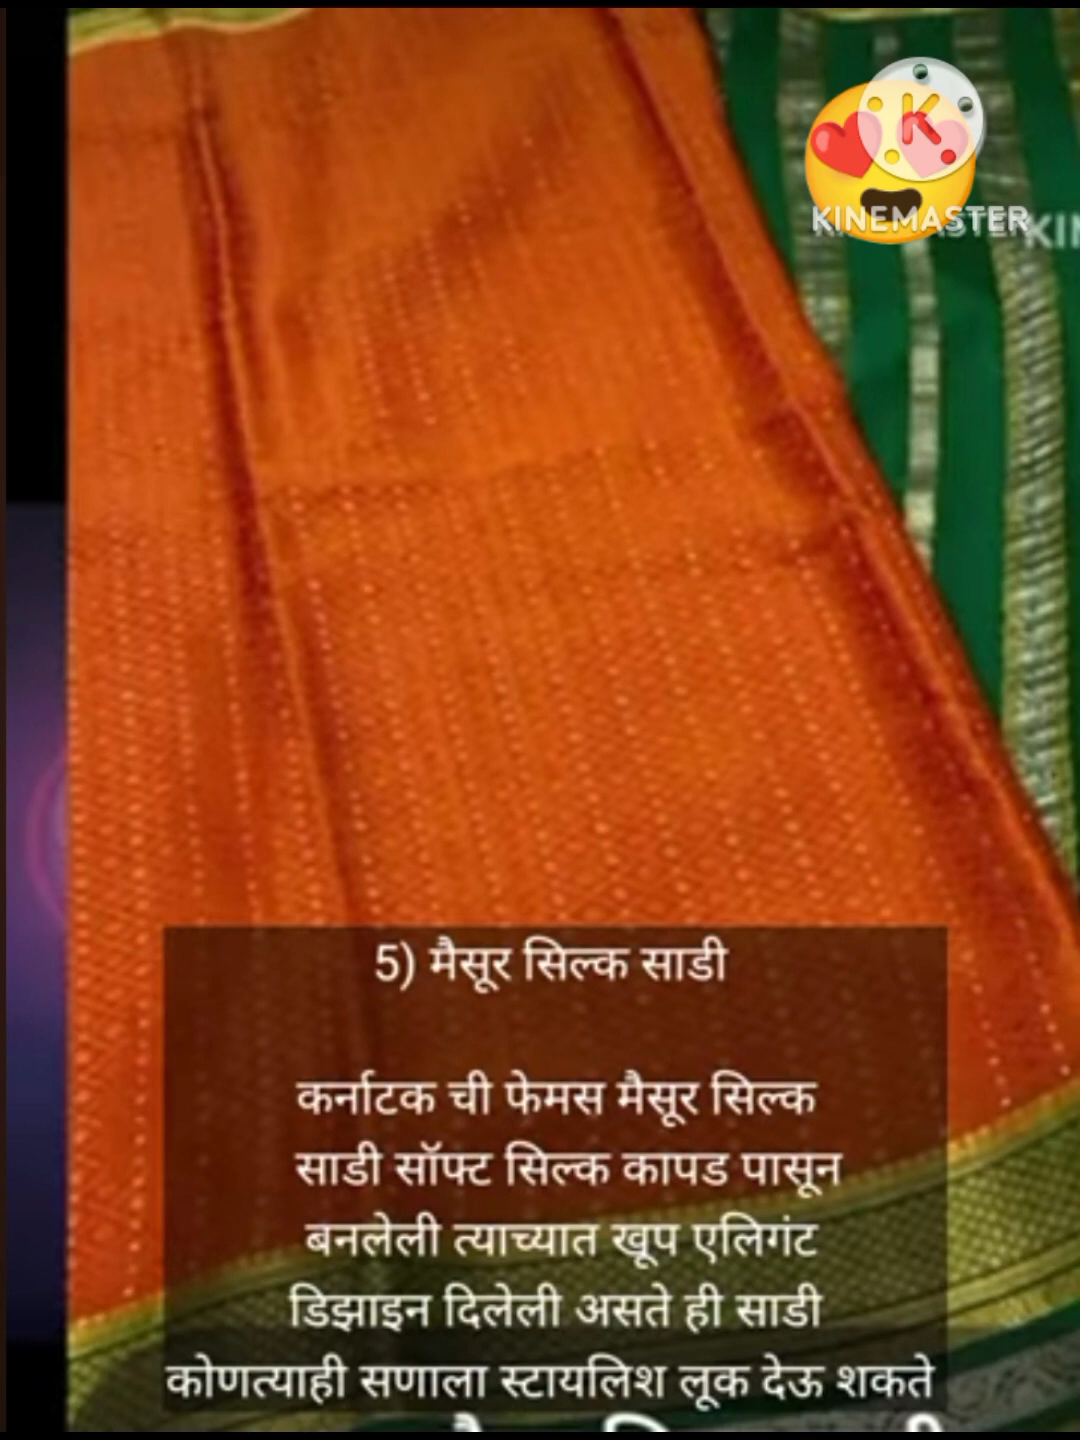 K
KINEMASTER
5) मैसूर सिल्क साडी
कर्नाटक ची फेमस मैसूर सिल्क
साडी सॉफ्ट सिल्क कापड पासून
बनलेली त्याच्यात खूप एलिगंट
डिझाइन दिलेली असते ही साडी
कोणत्याही सणाला स्टायलिश लूक देऊ शकते